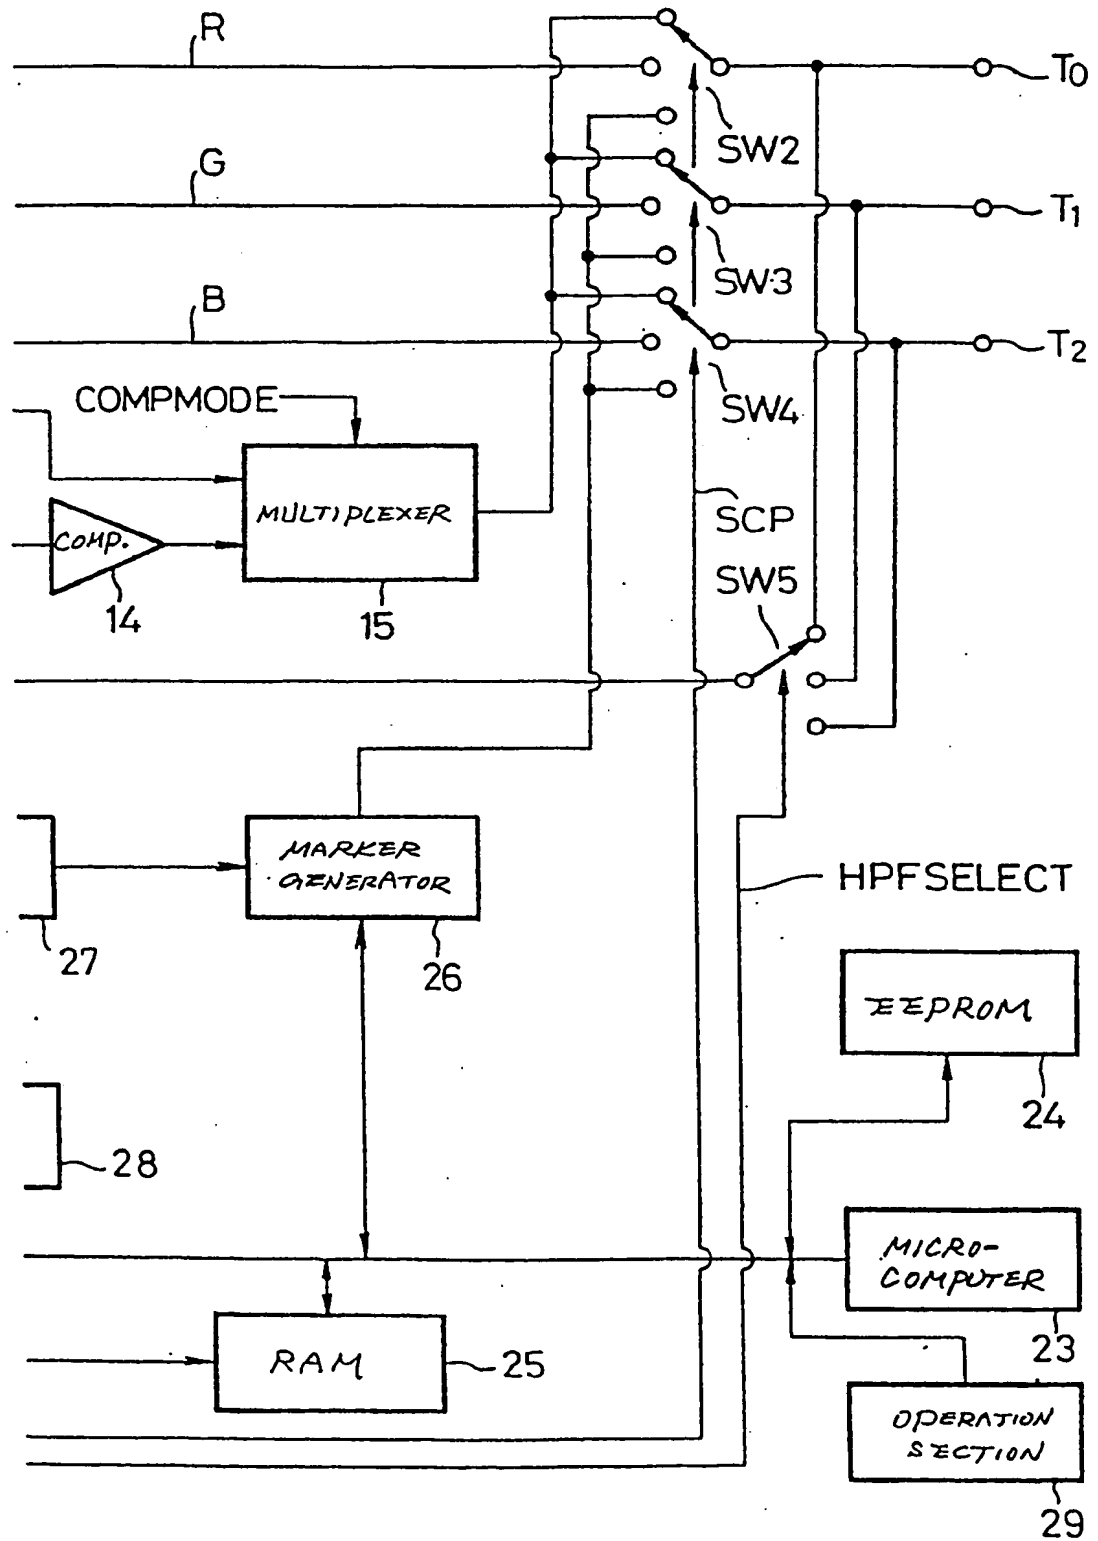 R
T0
SW2
G
T1
SW3
B
T2
COMPMODE
SW4
MULTIPLEXER
SCP
COMP.
SW5
14
15
MARKER
GENERATOR
HPFSELECT
27
26
EEPROM
24
28
MICRO-
COMPUTER
23
RAM
25
OPERATION
SECTION
29